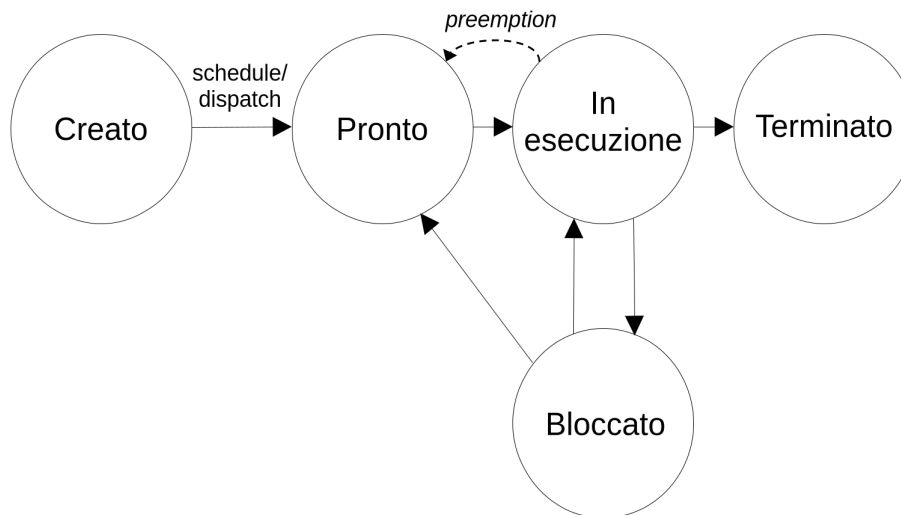 preemption
schedule/
dispatch
Creato
Pronto
In
esecuzione
Terminato
Bloccato